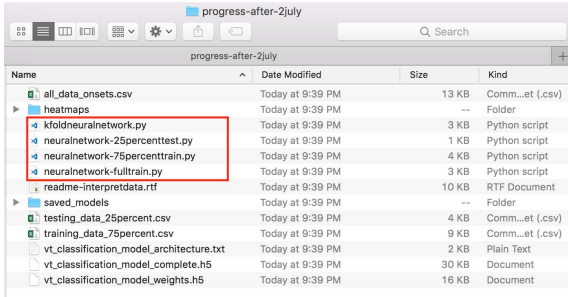 progress-after-2july
Search
progress-after-2july
Name Date Modified Size Kind
all_data_onsets.csv Today at 9:39 PM 13 KB Comm...et (.csv)
heatmaps Today at 9:39 PM -- Folder
kfoldneuralnetwork.py Today at 9:39 PM 3 KB Python script
neuralnetwork-25percenttest.py Today at 9:39 PM 1 KB Python script
neuralnetwork-75percenttrain.py Today at 9:39 PM 4 KB Python script
neuralnetwork-fulltrain.py Today at 9:39 PM 3 KB Python script
readme-interpretdata.rtf Today at 9:39 PM 10 KB RTF Document
saved_models Today at 9:39 PM -- Folder
testing_data_25percent.csv Today at 9:39 PM 4 KB Comm...et (.csv)
training_data_75percent.csv Today at 9:39 PM 9 KB Comm...et (.csv)
vt_classification_model_architecture.txt Today at 9:39 PM 2 KB Plain Text
vt_classification_model_complete.h5 Today at 9:39 PM 30 KB Document
vt_classification_model_weights.h5 Today at 9:39 PM 16 KB Document